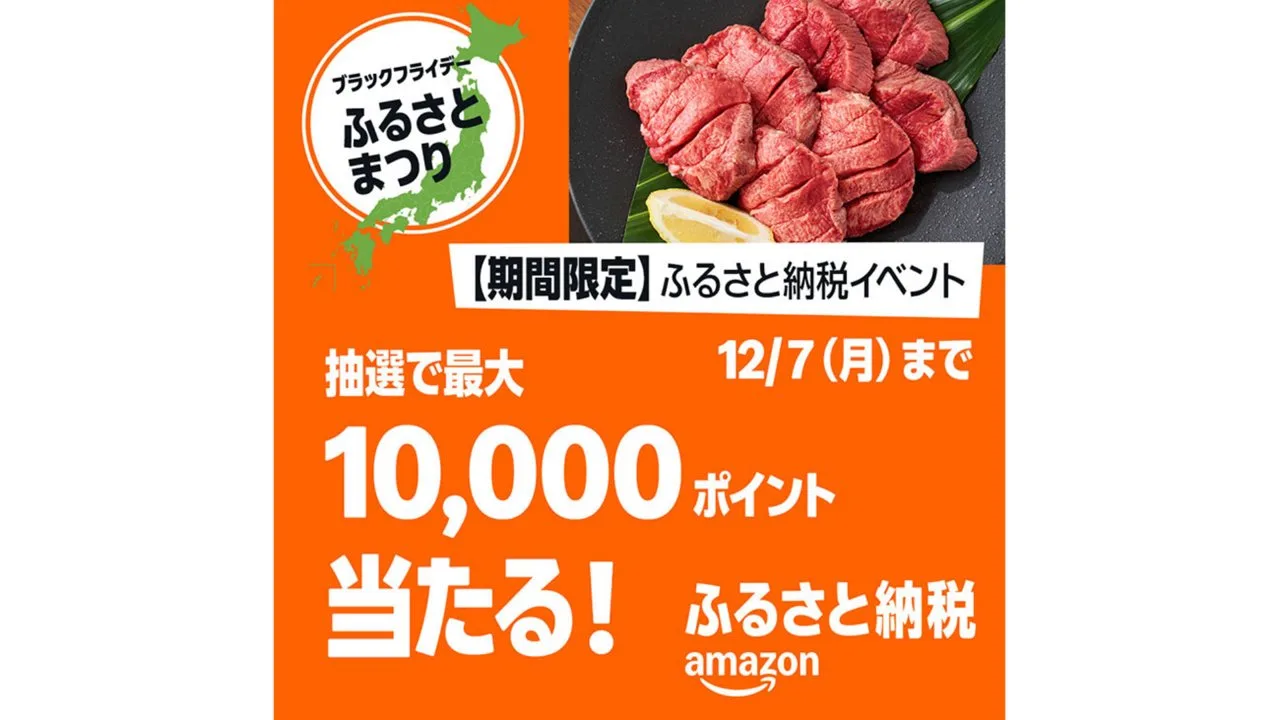 ブラックフライデー
ふるさと
まつり
【期間限定】ふるさと納税イベント
12/7（月）まで
抽選で最大
10,000ポイント
当たる！
ふるさと納税
amazon